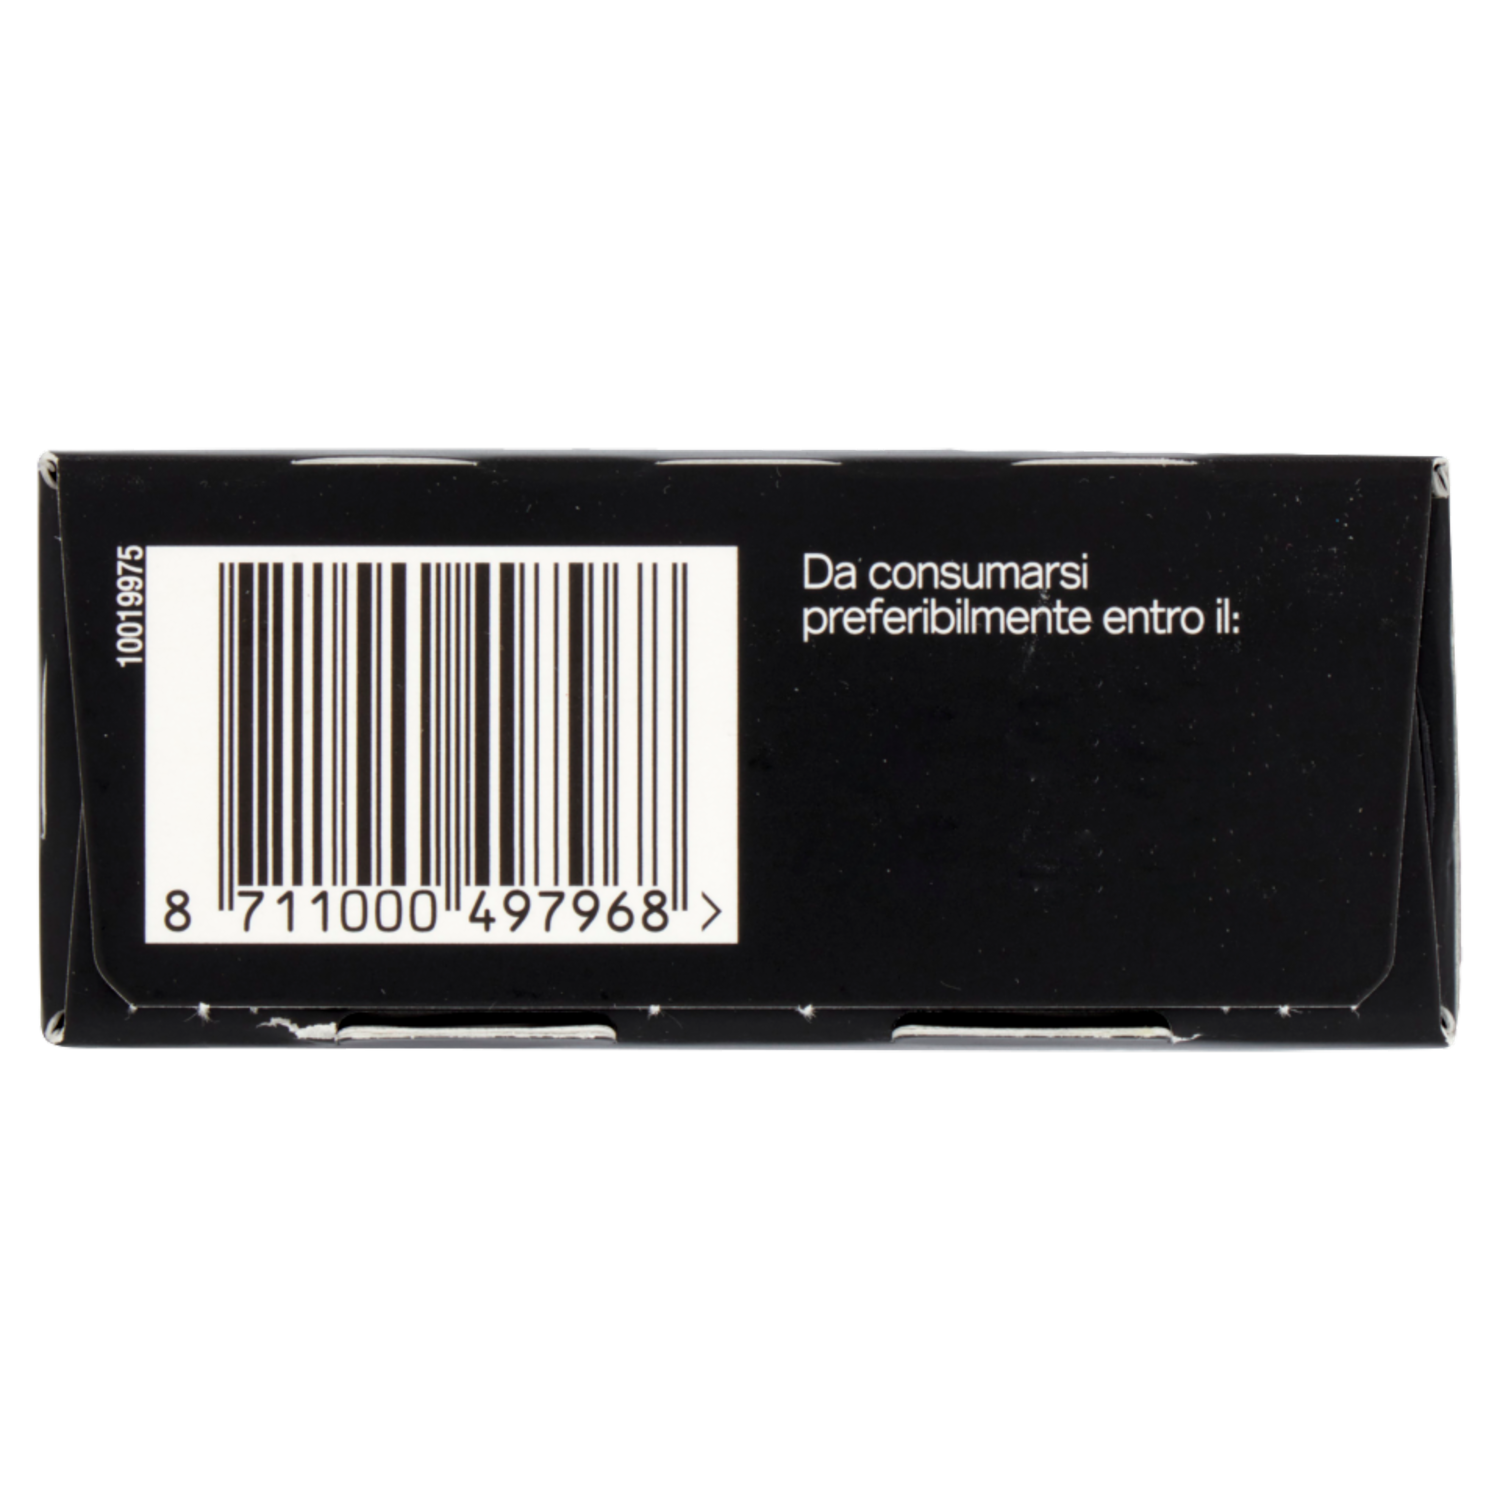 10019975
8 711000 497968 >
Da consumarsi
preferibilmente entro il: